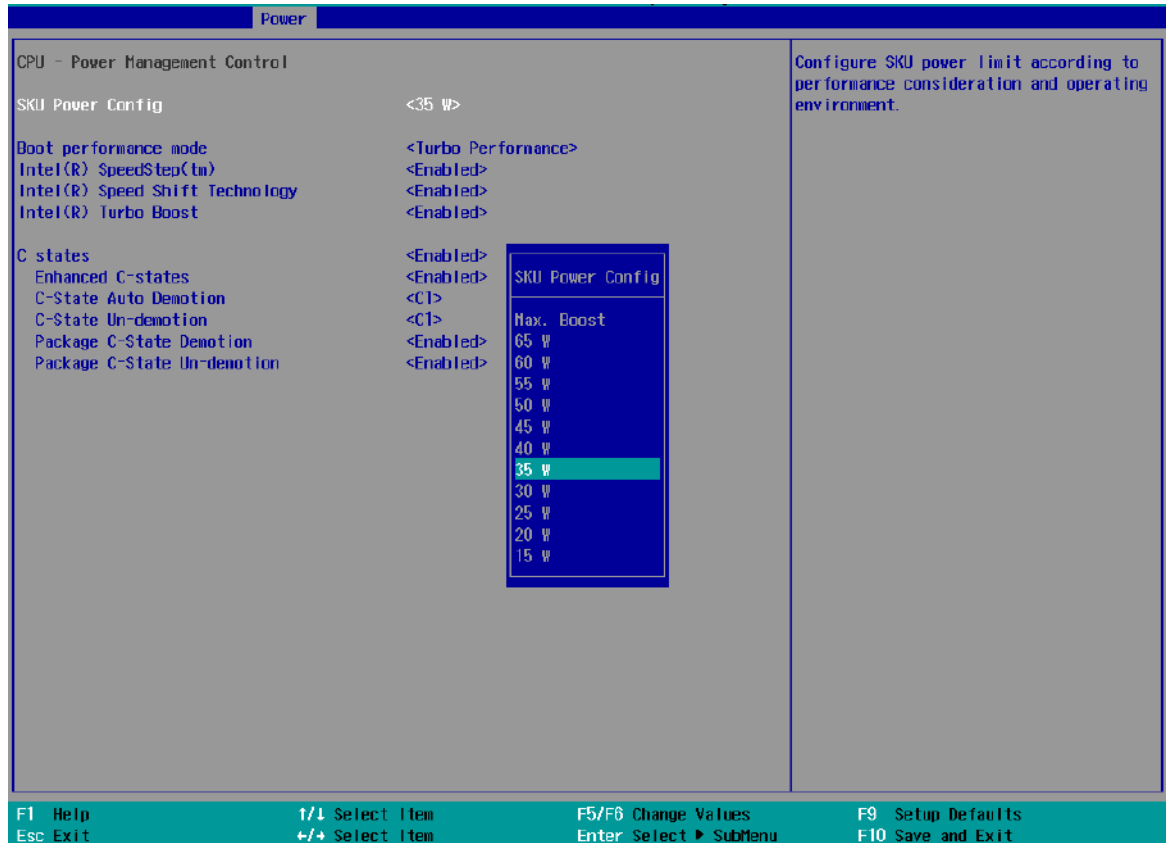 Power
CPU - Power Management Control
SKU Power Config <35 W>
Boot performance mode <Turbo Performance>
Intel(R) SpeedStep(tm) <Enabled>
Intel(R) Speed Shift Technology <Enabled>
Intel(R) Turbo Boost <Enabled>
C states <Enabled>
Enhanced C-states <Enabled>
C-State Auto Demotion <C1>
C-State Un-demotion <C1>
Package C-State Demotion <Enabled>
Package C-State Un-demotion <Enabled>
SKU Power Config
Max. Boost
65 W
60 W
55 W
50 W
45 W
40 W
35 W
30 W
25 W
20 W
15 W
Configure SKU power limit according to
performance consideration and operating
environment.
F1 Help ↑/↓ Select Item F5/F6 Change Values F9 Setup Defaults
Esc Exit ←/→ Select Item Enter Select ► SubMenu F10 Save and Exit